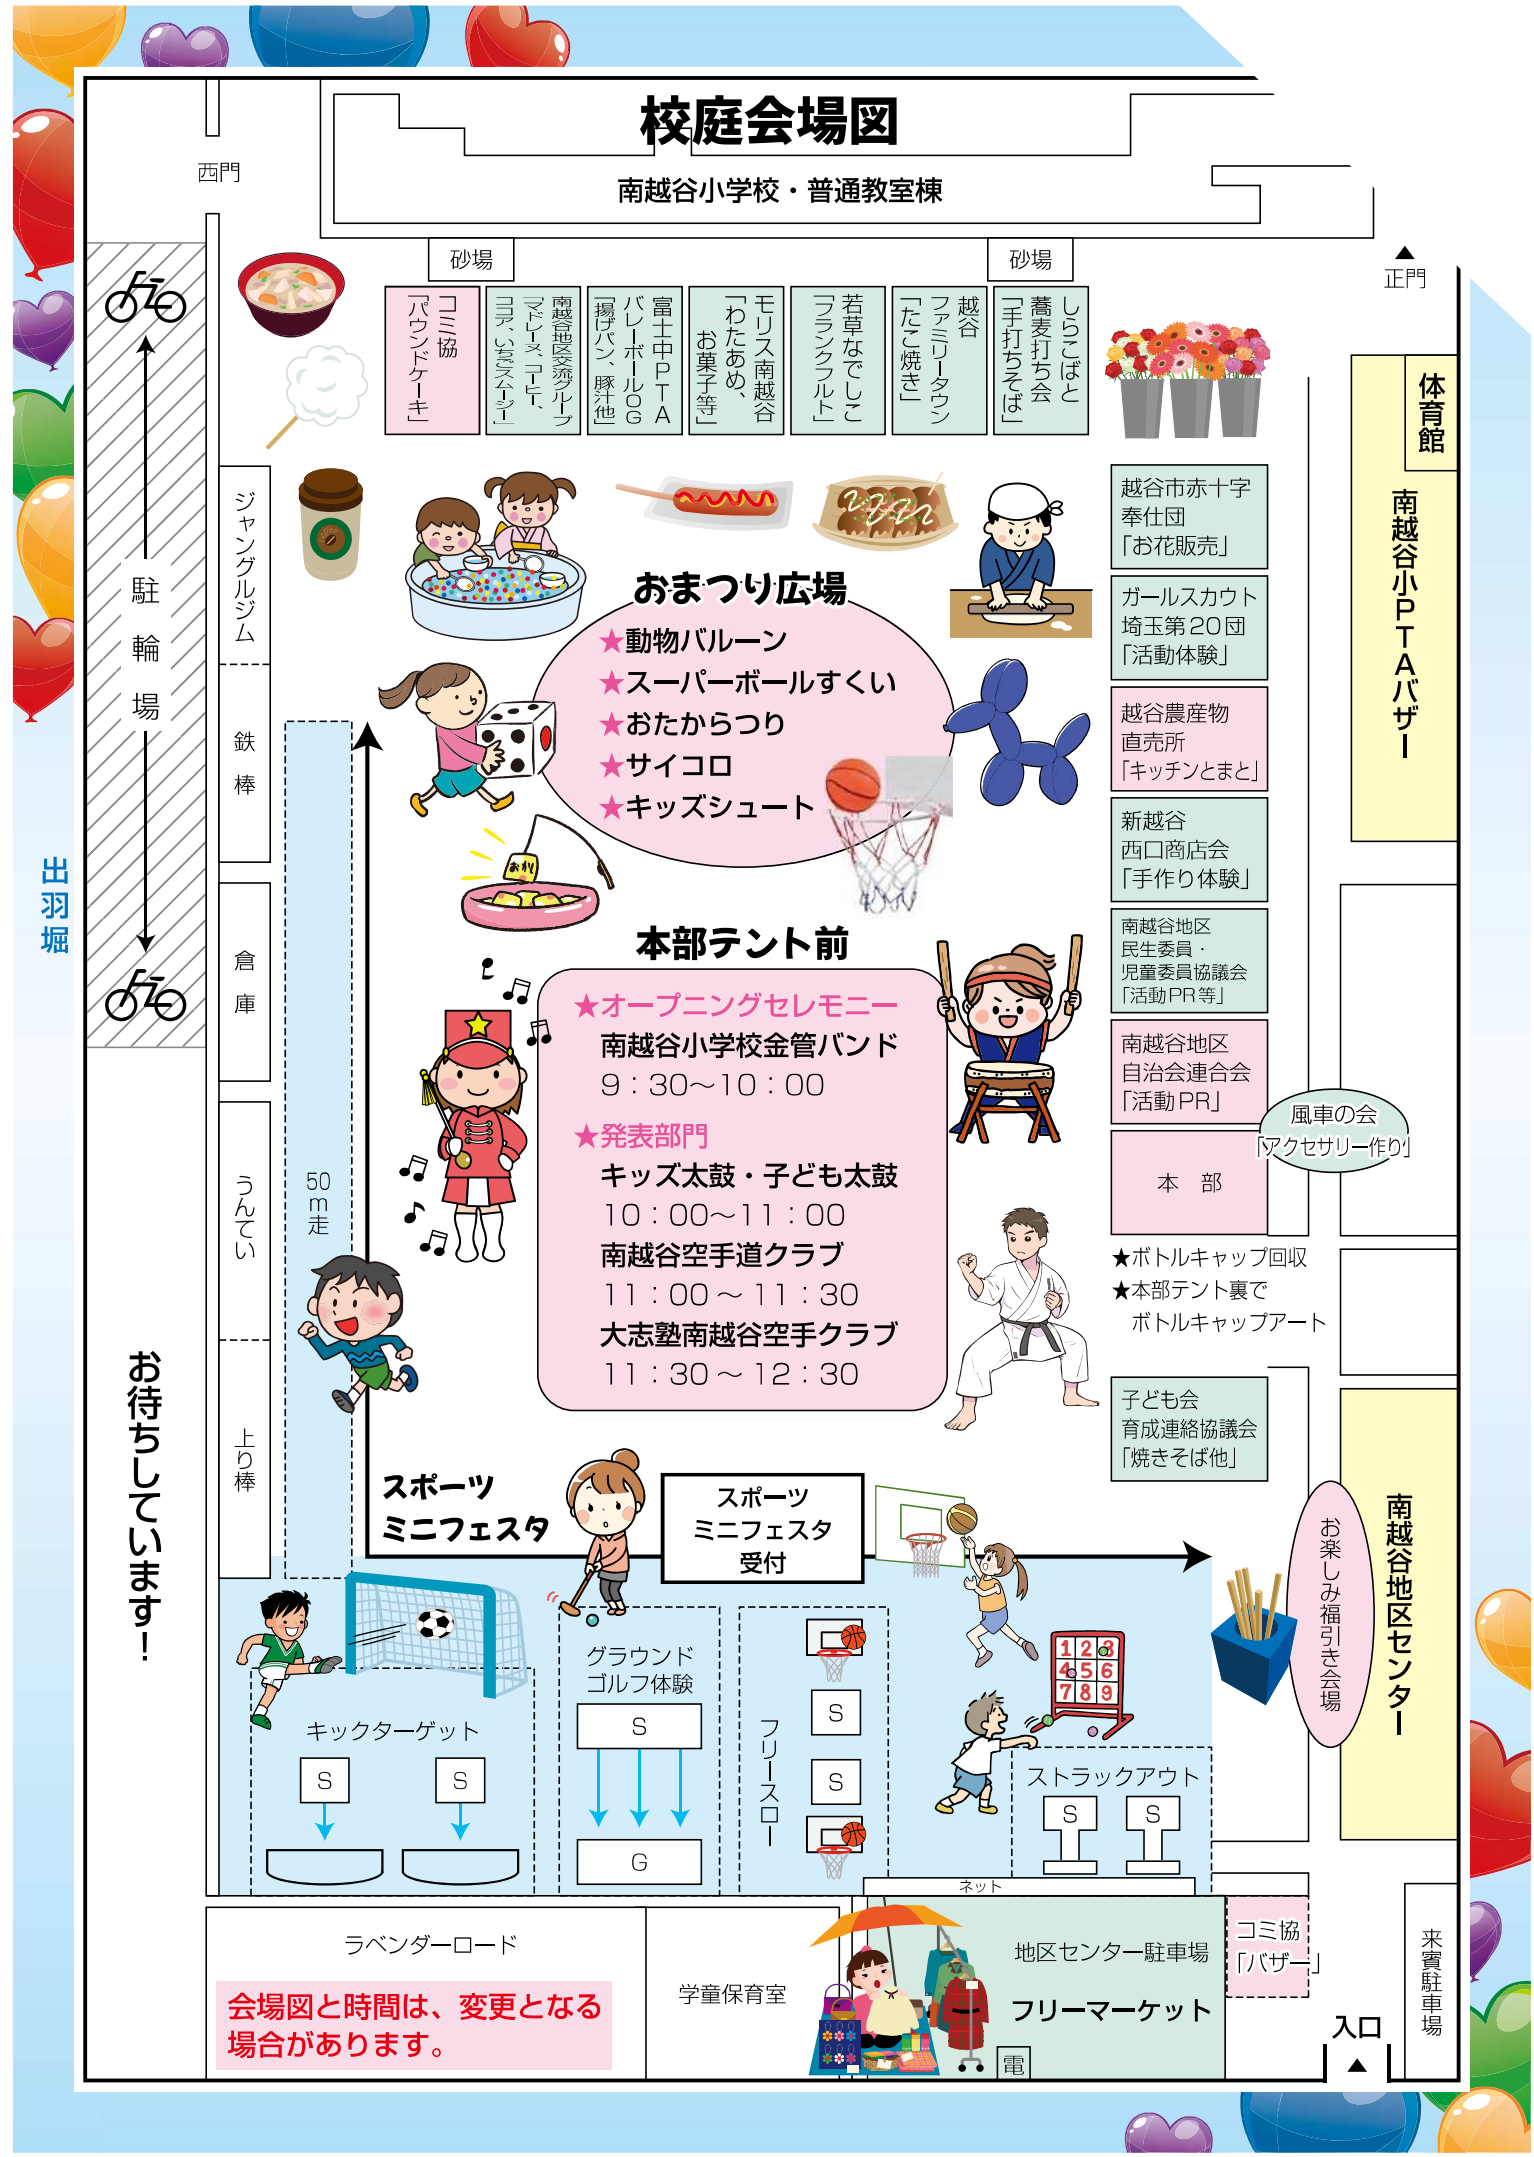 校庭会場図
南越谷小学校・普通教室棟
西門
砂場
砂場
正門
コミ協
「パウンドケーキ」
南越谷地区交流グループ
「マドレーヌ、コーヒー、
ココア、いちごスムージー」
富士中PTA
バレーボールOG
「揚げパン、豚汁他」
モリス南越谷
「わたあめ、
お菓子等」
若草なでしこ
「フランクフルト」
越谷
ファミリータウン
「たこ焼き」
しらこばと
蕎麦打ち会
「手打ちそば」
体育館
南越谷小PTAバザー
越谷市赤十字
奉仕団
「お花販売」
ガールスカウト
埼玉第20団
「活動体験」
越谷農産物
直売所
「キッチンとまと」
新越谷
西口商店会
「手作り体験」
南越谷地区
民生委員・
児童委員協議会
「活動PR等」
南越谷地区
自治会連合会
「活動PR」
風車の会
「アクセサリー作り」
本　部
★ボトルキャップ回収
★本部テント裏で
ボトルキャップアート
子ども会
育成連絡協議会
「焼きそば他」
駐輪場
出羽堀
お待ちしています！
ジャングルジム
鉄棒
倉庫
うんてい
上り棒
50m走
おまつり広場
★動物バルーン
★スーパーボールすくい
★おたからつり
★サイコロ
★キッズシュート
おかし
本部テント前
★オープニングセレモニー
南越谷小学校金管バンド
9：30〜10：00
★発表部門
キッズ太鼓・子ども太鼓
10：00〜11：00
南越谷空手道クラブ
11：00 〜 11：30
大志塾南越谷空手クラブ
11：30 〜 12：30
スポーツ
ミニフェスタ
スポーツ
ミニフェスタ
受付
お楽しみ福引き会場
南越谷地区センター
キックターゲット
S
S
グラウンド
ゴルフ体験
S
G
フリースロー
S
S
1 2 3
4 5 6
7 8 9
ストラックアウト
S
S
ネット
ラベンダーロード
会場図と時間は、変更となる
場合があります。
学童保育室
地区センター駐車場
フリーマーケット
電
コミ協
「バザー」
入口
来賓駐車場